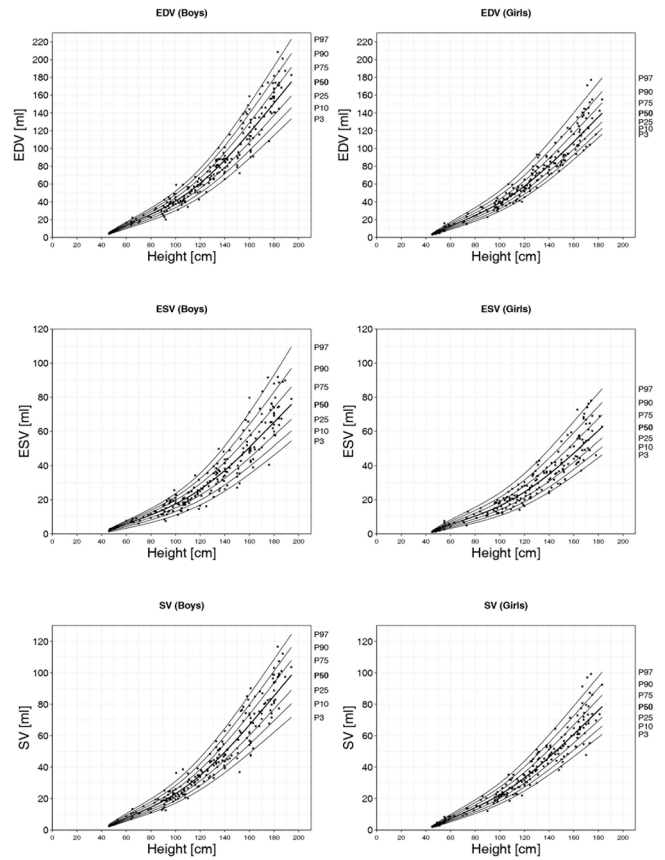 EDV (Boys)
EDV [ml]
220
200
180
160
140
120
100
80
60
40
20
0
P97
P90
P75
P50
P25
P10
P3
0 20 40 60 80 100 120 140 160 180 200
Height [cm]
EDV (Girls)
EDV [ml]
220
200
180
160
140
120
100
80
60
40
20
0
P97
P90
P75
P50
P25
P10
P3
0 20 40 60 80 100 120 140 160 180 200
Height [cm]
ESV (Boys)
ESV [ml]
120
100
80
60
40
20
0
P97
P90
P75
P50
P25
P10
P3
0 20 40 60 80 100 120 140 160 180 200
Height [cm]
ESV (Girls)
ESV [ml]
120
100
80
60
40
20
0
P97
P90
P75
P50
P25
P10
P3
0 20 40 60 80 100 120 140 160 180 200
Height [cm]
SV (Boys)
SV [ml]
120
100
80
60
40
20
0
P97
P90
P75
P50
P25
P10
P3
0 20 40 60 80 100 120 140 160 180 200
Height [cm]
SV (Girls)
SV [ml]
120
100
80
60
40
20
0
P97
P90
P75
P50
P25
P10
P3
0 20 40 60 80 100 120 140 160 180 200
Height [cm]